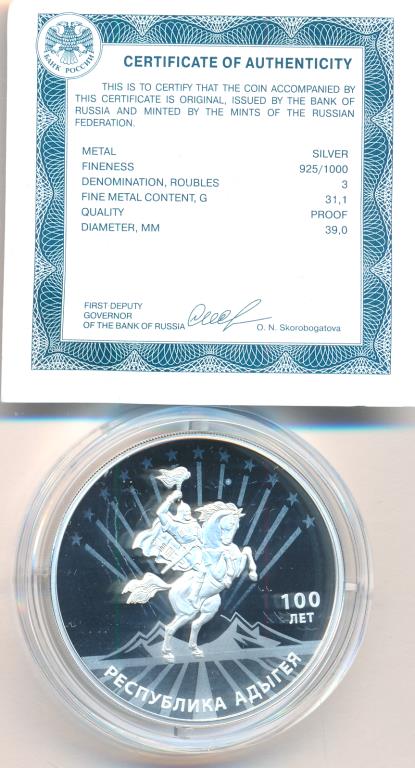 БАНК РОССИИ
CERTIFICATE OF AUTHENTICITY
THIS IS TO CERTIFY THAT THE COIN ACCOMPANIED BY
THIS CERTIFICATE IS ORIGINAL, ISSUED BY THE BANK OF
RUSSIA AND MINTED BY THE MINTS OF THE RUSSIAN
FEDERATION.
METAL SILVER
FINENESS 925/1000
DENOMINATION, ROUBLES 3
FINE METAL CONTENT, G 31,1
QUALITY PROOF
DIAMETER, MM 39,0
FIRST DEPUTY
GOVERNOR
OF THE BANK OF RUSSIA O. N. Skorobogatova
100
ЛЕТ
РЕСПУБЛИКА АДЫГЕЯ